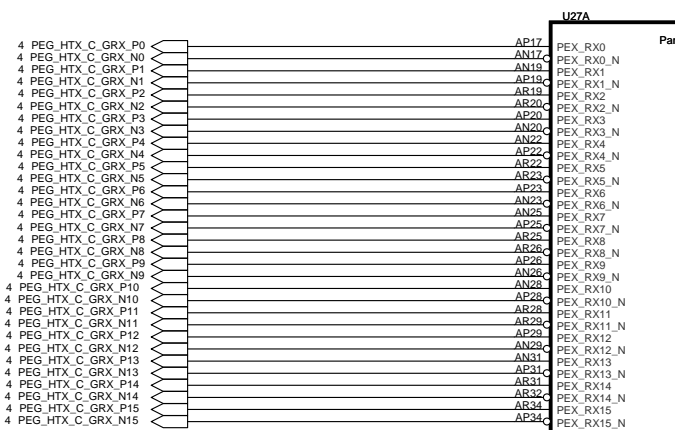 U27A
Par
4 PEG_HTX_C_GRX_P0 AP17 PEX_RX0
4 PEG_HTX_C_GRX_N0 AN17 PEX_RX0_N
4 PEG_HTX_C_GRX_P1 AN19 PEX_RX1
4 PEG_HTX_C_GRX_N1 AP19 PEX_RX1_N
4 PEG_HTX_C_GRX_P2 AR19 PEX_RX2
4 PEG_HTX_C_GRX_N2 AR20 PEX_RX2_N
4 PEG_HTX_C_GRX_P3 AP20 PEX_RX3
4 PEG_HTX_C_GRX_N3 AN20 PEX_RX3_N
4 PEG_HTX_C_GRX_P4 AN22 PEX_RX4
4 PEG_HTX_C_GRX_N4 AP22 PEX_RX4_N
4 PEG_HTX_C_GRX_P5 AR22 PEX_RX5
4 PEG_HTX_C_GRX_N5 AR23 PEX_RX5_N
4 PEG_HTX_C_GRX_P6 AP23 PEX_RX6
4 PEG_HTX_C_GRX_N6 AN23 PEX_RX6_N
4 PEG_HTX_C_GRX_P7 AN25 PEX_RX7
4 PEG_HTX_C_GRX_N7 AP25 PEX_RX7_N
4 PEG_HTX_C_GRX_P8 AR25 PEX_RX8
4 PEG_HTX_C_GRX_N8 AR26 PEX_RX8_N
4 PEG_HTX_C_GRX_P9 AP26 PEX_RX9
4 PEG_HTX_C_GRX_N9 AN26 PEX_RX9_N
4 PEG_HTX_C_GRX_P10 AN28 PEX_RX10
4 PEG_HTX_C_GRX_N10 AP28 PEX_RX10_N
4 PEG_HTX_C_GRX_P11 AR28 PEX_RX11
4 PEG_HTX_C_GRX_N11 AR29 PEX_RX11_N
4 PEG_HTX_C_GRX_P12 AP29 PEX_RX12
4 PEG_HTX_C_GRX_N12 AN29 PEX_RX12_N
4 PEG_HTX_C_GRX_P13 AN31 PEX_RX13
4 PEG_HTX_C_GRX_N13 AP31 PEX_RX13_N
4 PEG_HTX_C_GRX_P14 AR31 PEX_RX14
4 PEG_HTX_C_GRX_N14 AR32 PEX_RX14_N
4 PEG_HTX_C_GRX_P15 AR34 PEX_RX15
4 PEG_HTX_C_GRX_N15 AP34 PEX_RX15_N